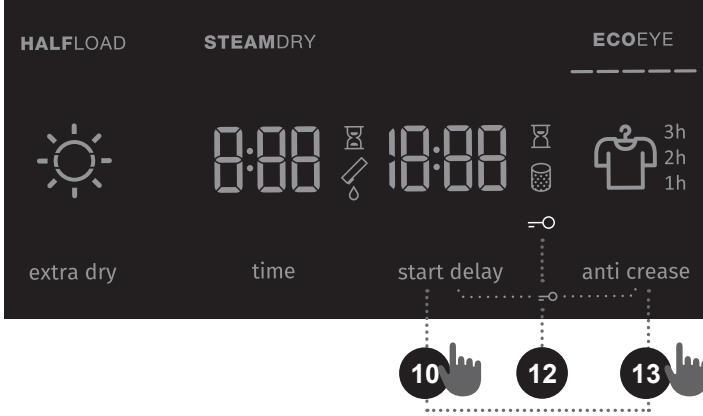 HALFLOAD STEAMDRY ECOEYE
8:88 18:88 3h
2h
1h
extra dry time start delay anti crease
10 12 13